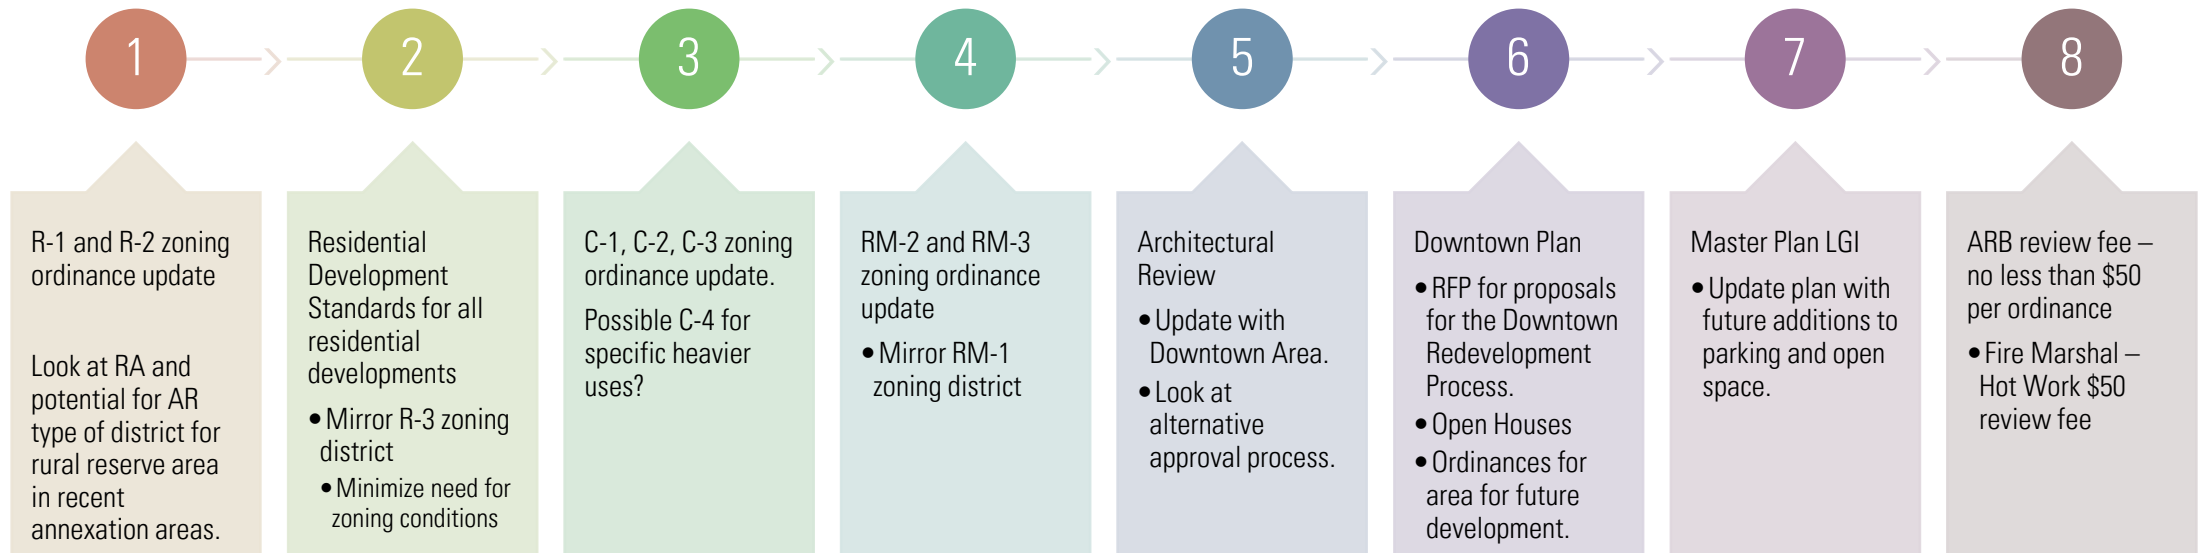 1
2
3
4
5
6
7
8
R-1 and R-2 zoning
ordinance update
Look at RA and
potential for AR
type of district for
rural reserve area
in recent
annexation areas.
Residential
Development
Standards for all
residential
developments
• Mirror R-3 zoning
district
• Minimize need for
zoning conditions
C-1, C-2, C-3 zoning
ordinance update.
Possible C-4 for
specific heavier
uses?
RM-2 and RM-3
zoning ordinance
update
• Mirror RM-1
zoning district
Architectural
Review
• Update with
Downtown Area.
• Look at
alternative
approval process.
Downtown Plan
• RFP for proposals
for the Downtown
Redevelopment
Process.
• Open Houses
• Ordinances for
area for future
development.
Master Plan LGI
• Update plan with
future additions to
parking and open
space.
ARB review fee –
no less than $50
per ordinance
• Fire Marshal –
Hot Work $50
review fee